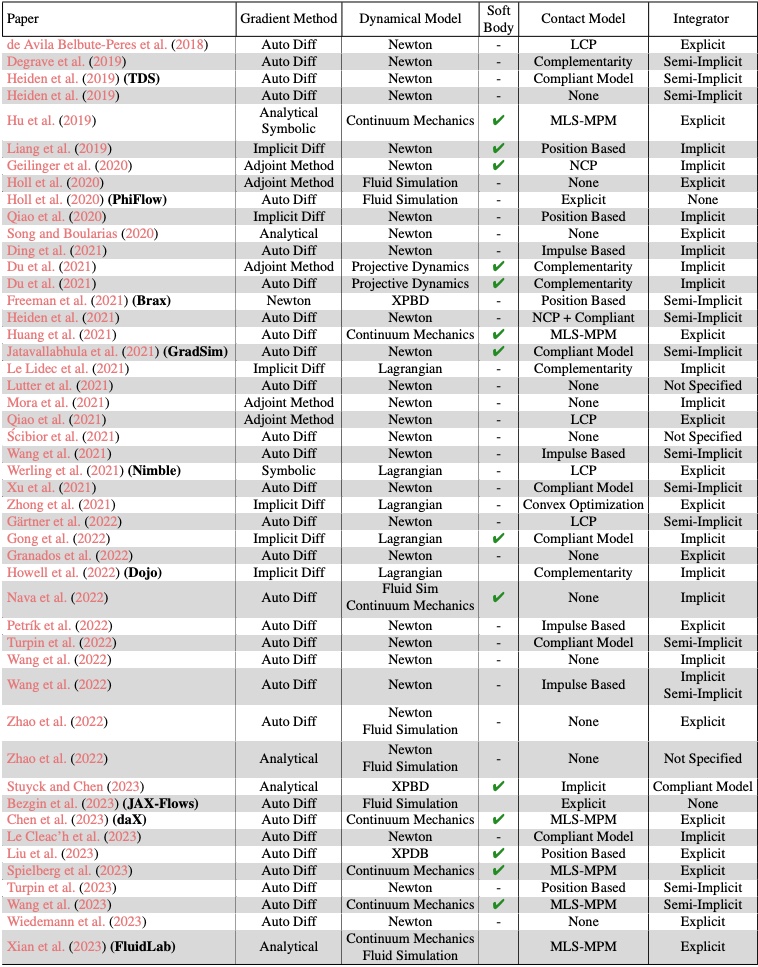 Paper Gradient Method Dynamical Model Soft Body Contact Model Integrator
de Avila Belbute-Peres et al. (2018) Auto Diff Newton - LCP Explicit
Degrave et al. (2019) Auto Diff Newton - Complementarity Semi-Implicit
Heiden et al. (2019) (TDS) Auto Diff Newton - Compliant Model Semi-Implicit
Heiden et al. (2019) Auto Diff Newton - None Semi-Implicit
Hu et al. (2019) Analytical Symbolic Continuum Mechanics ✔ MLS-MPM Explicit
Liang et al. (2019) Implicit Diff Newton ✔ Position Based Implicit
Geilinger et al. (2020) Adjoint Method Newton ✔ NCP Implicit
Holl et al. (2020) Adjoint Method Fluid Simulation - None Explicit
Holl et al. (2020) (PhiFlow) Auto Diff Fluid Simulation - Explicit None
Qiao et al. (2020) Implicit Diff Newton - Position Based Implicit
Song and Boularias (2020) Analytical Newton - None Explicit
Ding et al. (2021) Auto Diff Newton - Impulse Based Implicit
Du et al. (2021) Adjoint Method Projective Dynamics ✔ Complementarity Implicit
Du et al. (2021) Auto Diff Projective Dynamics ✔ Complementarity Implicit
Freeman et al. (2021) (Brax) Newton XPBD - Position Based Semi-Implicit
Heiden et al. (2021) Auto Diff Newton - NCP + Compliant Semi-Implicit
Huang et al. (2021) Auto Diff Continuum Mechanics ✔ MLS-MPM Explicit
Jatavallabhula et al. (2021) (GradSim) Auto Diff Newton ✔ Compliant Model Semi-Implicit
Le Lidec et al. (2021) Implicit Diff Lagrangian - Complementarity Implicit
Lutter et al. (2021) Auto Diff Newton - None Not Specified
Mora et al. (2021) Adjoint Method Newton - None Implicit
Qiao et al. (2021) Adjoint Method Newton - LCP Explicit
Ścibior et al. (2021) Auto Diff Newton - None Not Specified
Wang et al. (2021) Auto Diff Newton - Impulse Based Semi-Implicit
Werling et al. (2021) (Nimble) Symbolic Lagrangian - LCP Explicit
Xu et al. (2021) Auto Diff Newton - Compliant Model Semi-Implicit
Zhong et al. (2021) Implicit Diff Lagrangian - Convex Optimization Explicit
Gärtner et al. (2022) Auto Diff Newton - LCP Semi-Implicit
Gong et al. (2022) Implicit Diff Lagrangian ✔ Compliant Model Implicit
Granados et al. (2022) Auto Diff Newton - None Explicit
Howell et al. (2022) (Dojo) Implicit Diff Lagrangian - Complementarity Implicit
Nava et al. (2022) Auto Diff Fluid Sim Continuum Mechanics ✔ None Implicit
Petrík et al. (2022) Auto Diff Newton - Impulse Based Explicit
Turpin et al. (2022) Auto Diff Newton - Compliant Model Semi-Implicit
Wang et al. (2022) Auto Diff Newton - None Implicit
Wang et al. (2022) Auto Diff Newton - Impulse Based Implicit Semi-Implicit
Zhao et al. (2022) Auto Diff Newton Fluid Simulation - None Explicit
Zhao et al. (2022) Analytical Newton Fluid Simulation - None Not Specified
Stuyck and Chen (2023) Analytical XPBD ✔ Implicit Compliant Model
Bezgin et al. (2023) (JAX-Flows) Auto Diff Fluid Simulation Explicit None
Chen et al. (2023) (daX) Auto Diff Continuum Mechanics ✔ MLS-MPM Explicit
Le Cleac'h et al. (2023) Auto Diff Newton - Compliant Model Implicit
Liu et al. (2023) Auto Diff XPDB ✔ Position Based Explicit
Spielberg et al. (2023) Auto Diff Continuum Mechanics ✔ MLS-MPM Explicit
Turpin et al. (2023) Auto Diff Newton - Position Based Semi-Implicit
Wang et al. (2023) Auto Diff Continuum Mechanics ✔ MLS-MPM Semi-Implicit
Wiedemann et al. (2023) Auto Diff Newton - None Explicit
Xian et al. (2023) (FluidLab) Analytical Continuum Mechanics Fluid Simulation MLS-MPM Explicit